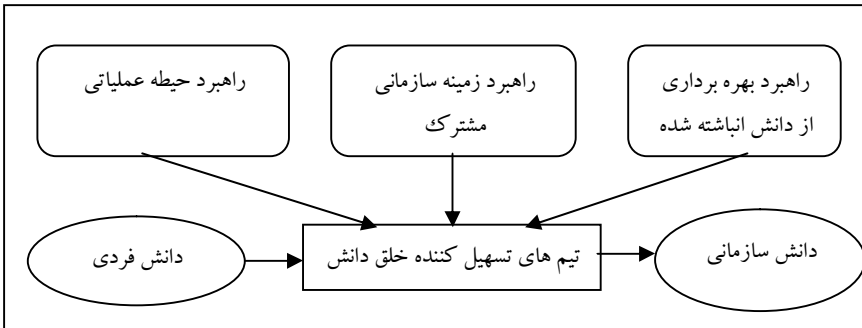 راهبرد بهره برداری
از دانش انباشته شده
راهبرد زمینه سازمانی
مشترك
راهبرد حیطه عملیاتی
دانش سازمانی
تیم های تسهیل کننده خلق دانش
دانش فردی